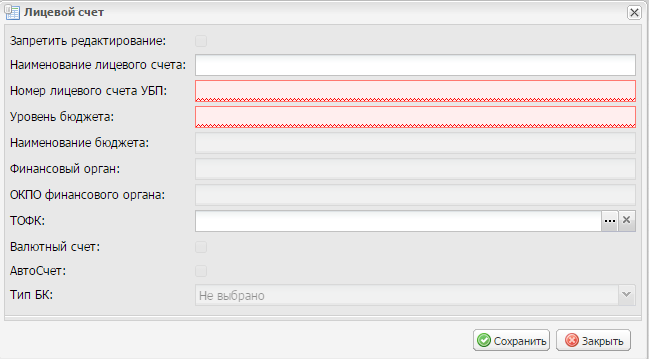 Лицевой счет
Запретить редактирование:
Наименование лицевого счета:
Номер лицевого счета УБП:
Уровень бюджета:
Наименование бюджета:
Финансовый орган:
ОКПО финансового органа:
ТОФК:
Валютный счет:
АвтоСчет:
Тип БК: Не выбрано
Сохранить Закрыть